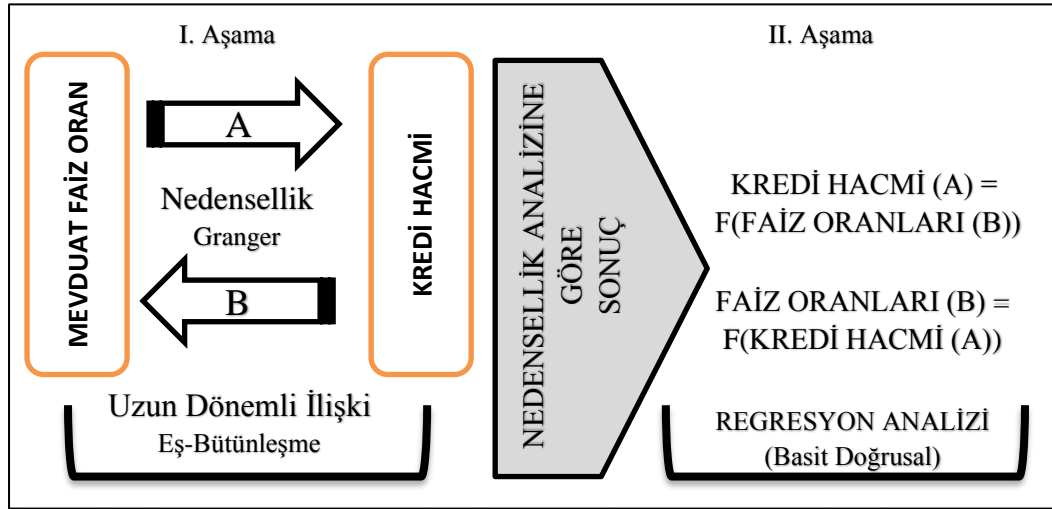 I. Aşama
MEVDUAT FAİZ ORAN
A
Nedensellik
Granger
B
KREDİ HACMİ
Uzun Dönemli İlişki
Eş-Bütünleşme
NEDENSELLİK ANALİZİNE
GÖRE
SONUÇ
II. Aşama
KREDİ HACMİ (A) =
F(FAİZ ORANLARI (B))
FAİZ ORANLARI (B) =
F(KREDİ HACMİ (A))
REGRESYON ANALİZİ
(Basit Doğrusal)